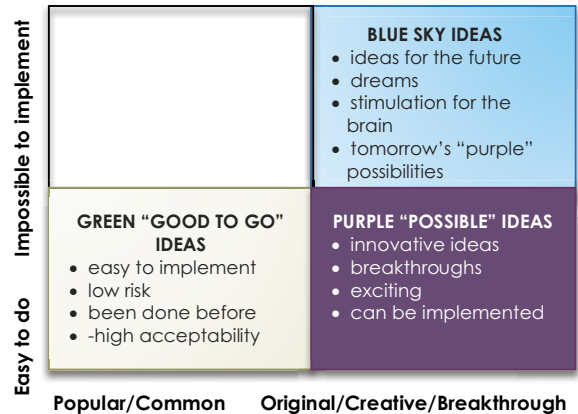 Impossible to implement
BLUE SKY IDEAS
• ideas for the future
• dreams
• stimulation for the
brain
• tomorrow’s “purple”
possibilities
Easy to do
GREEN “GOOD TO GO”
IDEAS
• easy to implement
• low risk
• been done before
• -high acceptability
PURPLE “POSSIBLE” IDEAS
• innovative ideas
• breakthroughs
• exciting
• can be implemented
Popular/Common
Original/Creative/Breakthrough